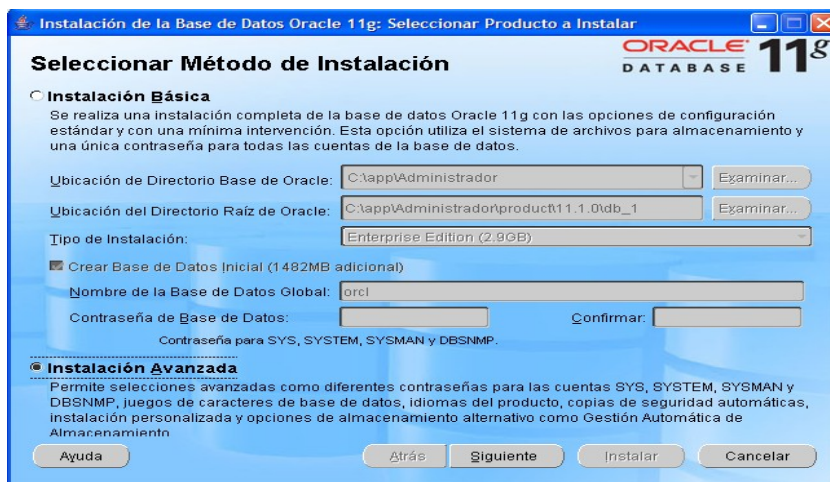 Instalación de la Base de Datos Oracle 11g: Seleccionar Producto a Instalar
Seleccionar Método de Instalación
ORACLE
DATABASE 11g
Instalación Básica
Se realiza una instalación completa de la base de datos Oracle 11g con las opciones de configuración
estándar y con una mínima intervención. Esta opción utiliza el sistema de archivos para almacenamiento y
una única contraseña para todas las cuentas de la base de datos.
Ubicación de Directorio Base de Oracle: C:\app\Administrador Examinar...)
Ubicación del Directorio Raíz de Oracle: C:\app\Administrador\product\11.1.0\db_1 Examinar...)
Tipo de Instalación: Enterprise Edition (2.9GB)
Crear Base de Datos Inicial (1482MB adicional)
Nombre de la Base de Datos Global: orcl
Contraseña de Base de Datos: Confirmar:
Contraseña para SYS, SYSTEM, SYSMAN y DBSNMP.
Instalación Avanzada
Permite selecciones avanzadas como diferentes contraseñas para las cuentas SYS, SYSTEM, SYSMAN y
DBSNMP, juegos de caracteres de base de datos, idiomas del producto, copias de seguridad automáticas,
instalación personalizada y opciones de almacenamiento alternativo como Gestión Automática de
Almacenamiento
Ayuda Atrás Siguiente Instalar Cancelar